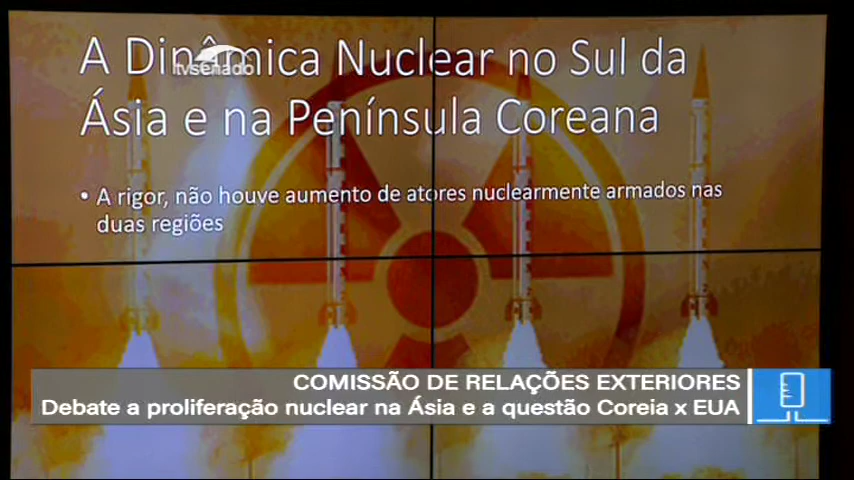 A Dinâmica Nuclear no Sul da
tvsenado
Ásia e na Península Coreana
• A rigor, não houve aumento de atores nuclearmente armados nas
duas regiões
COMISSÃO DE RELAÇÕES EXTERIORES
Debate a proliferação nuclear na Ásia e a questão Coreia x EUA